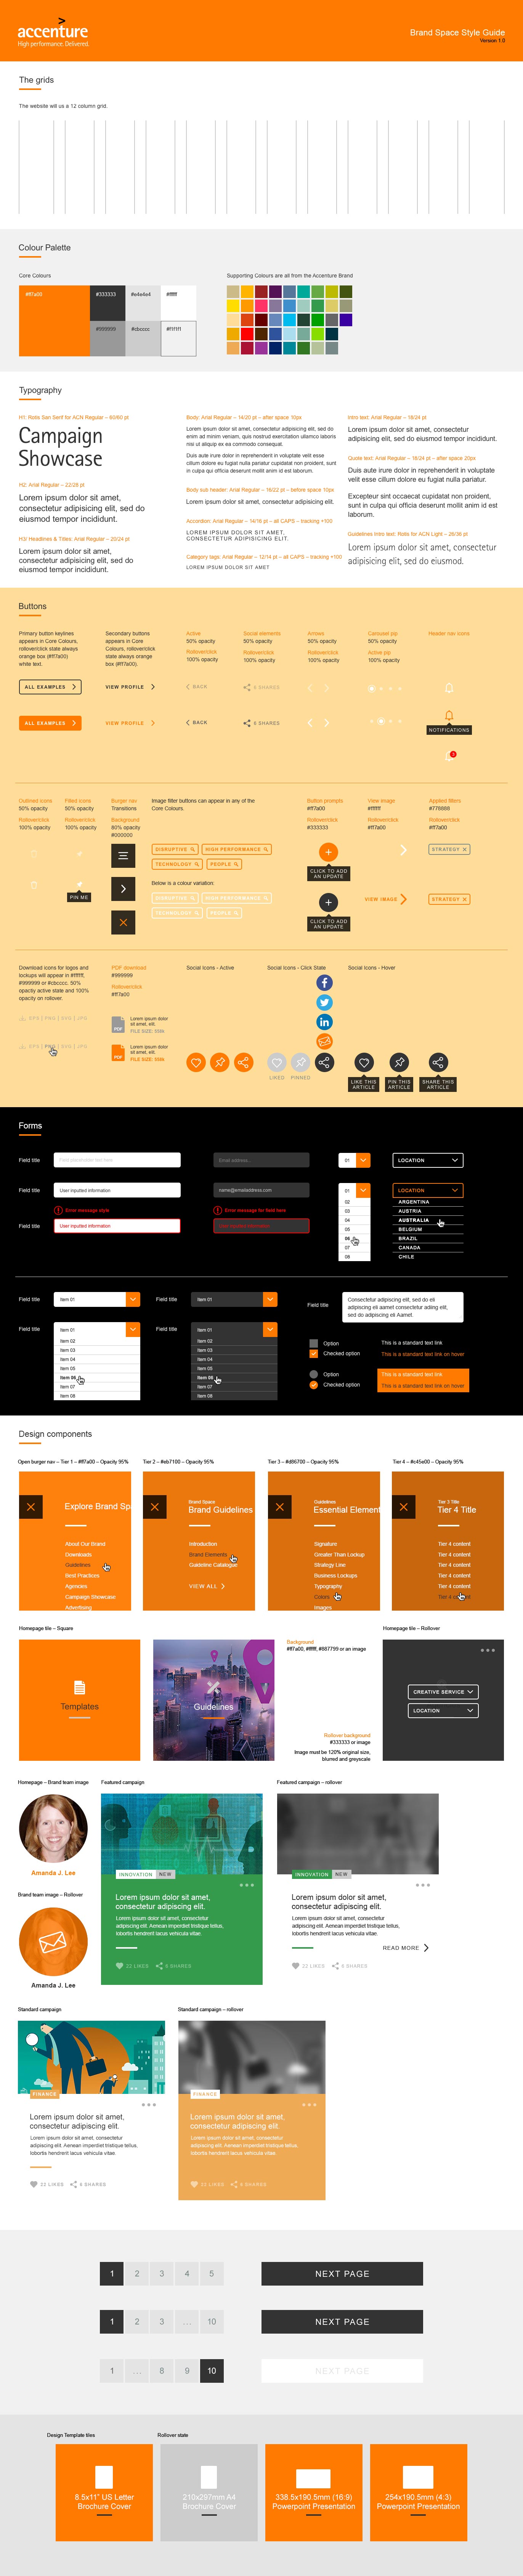 accenture
High performance. Delivered.
Brand Space Style Guide
Version 1.0
The grids
The website will us a 12 column grid.
Colour Palette
Core Colours
Supporting Colours are all from the Accenture Brand
#ff7a00
#333333
#e4e4e4
#ffffff
#999999
#cbcccc
#f1f1f1
Typography
H1: Rotis San Serif for ACN Regular – 60/60 pt
Campaign
Showcase
H2: Arial Regular – 22/28 pt
Lorem ipsum dolor sit amet,
consectetur adipisicing elit, sed do
eiusmod tempor incididunt.
H3/ Headlines & Titles: Arial Regular – 20/24 pt
Lorem ipsum dolor sit amet,
consectetur adipisicing elit, sed do
eiusmod tempor incididunt.
Body: Arial Regular – 14/20 pt – after space 10px
Lorem ipsum dolor sit amet, consectetur adipisicing elit, sed do
enim ad minim veniam, quis nostrud exercitation ullamco laboris
nisi ut aliquip ex ea commodo consequat.
Duis aute irure dolor in reprehenderit in voluptate velit esse
cillum dolore eu fugiat nulla pariatur cupidatat non proident, sunt
in culpa qui officia deserunt mollit anim id est laborum.
Body sub header: Arial Regular – 16/22 pt – before space 10px
Lorem ipsum dolor sit amet, consectetur adipisicing elit.
Accordion: Arial Regular – 14/16 pt – all CAPS – tracking +100
LOREM IPSUM DOLOR SIT AMET,
CONSECTETUR ADIPISICING ELIT.
Category tags: Arial Regular – 12/14 pt – all CAPS – tracking +100
LOREM IPSUM DOLOR SIT AMET
Intro text: Arial Regular – 18/24 pt
Lorem ipsum dolor sit amet, consectetur
adipisicing elit, sed do eiusmod tempor incididunt.
Quote text: Arial Regular – 18/24 pt – after space 20px
Duis aute irure dolor in reprehenderit in voluptate
velit esse cillum dolore eu fugiat nulla pariatur.
Excepteur sint occaecat cupidatat non proident,
sunt in culpa qui officia deserunt mollit anim id est
laborum.
Guidelines Intro text: Rotis for ACN Light – 26/36 pt
Lorem ipsum dolor sit amet, consectetur
adipisicing elit, sed do eiusmod.
Buttons
Primary button keylines
appears in Core Colours,
rollover/click state always
orange box (#ff7a00)
white text.
Secondary buttons
appears in Core
Colours, rollover/click
state always orange
box (#ff7a00).
Active
50% opacity
Rollover/click
100% opacity
Social elements
50% opacity
Rollover/click
100% opacity
Arrows
50% opacity
Rollover/click
100% opacity
Carousel pip
50% opacity
Active pip
100% opacity
Header nav icons
ALL EXAMPLES
VIEW PROFILE
BACK
6 SHARES
ALL EXAMPLES
VIEW PROFILE
BACK
6 SHARES
NOTIFICATIONS
Outlined icons
50% opacity
Rollover/click
100% opacity
Filled icons
50% opacity
Rollover/click
100% opacity
PIN ME
Burger nav
Transitions
Background
80% opacity
#000000
Image filter buttons can appear in any of the
Core Colours.
DISRUPTIVE
HIGH PERFORMANCE
TECHNOLOGY
PEOPLE
Below is a colour variation:
DISRUPTIVE
HIGH PERFORMANCE
TECHNOLOGY
PEOPLE
Button prompts
#ff7a00
Rollover/click
#333333
CLICK TO ADD
AN UPDATE
CLICK TO ADD
AN UPDATE
View image
#ffffff
Rollover/click
#ff7a00
VIEW IMAGE
Applied filters
#778888
Rollover/click
#ff7a00
STRATEGY
STRATEGY
Download icons for logos and
lockups will appear in #ffffff,
#999999 or #cbcccc. 50%
opacity active state and 100%
opacity on rollover.
EPS | PNG | SVG | JPG
EPS | PNG | SVG | JPG
PDF download
#999999
Rollover/click
#ff7a00
PDF
Lorem ipsum dolor
sit amet, elit.
PDF
Lorem ipsum dolor
sit amet, elit.
Social Icons - Active
Social Icons - Click State
LIKED
PINNED
Social Icons - Hover
LIKE THIS
ARTICLE
PIN THIS
ARTICLE
SHARE THIS
ARTICLE
Forms
Field title
Email address...
01
LOCATION
Field title
User inputted information
name@emailaddress.com
01
02
03
04
05
06
07
08
LOCATION
ARGENTINA
AUSTRIA
AUSTRALIA
BELGIUM
BRAZIL
CANADA
CHILE
Error message style
Error message for field here
Field title
User inputted information
Field title
Item 01
Field title
Item 01
Field title
Item 01
Item 02
Item 03
Item 04
Item 05
Item 06
Item 07
Item 08
Field title
Item 01
Item 02
Item 03
Item 04
Item 05
Item 06
Item 07
Item 08
Field title
Consectetur adipiscing elit, sed do eli
adipiscing eli aamet consectetur ading elit,
sed do adipiscing eli Aamet.
Option
Checked option
Option
Checked option
This is a standard text link
This is a standard text link on hover
This is a standard text link
This is a standard text link on hover
Design components
Open burger nav – Tier 1 – #ff7a00 – Opacity 95%
Explore Brand Sp
About Our Brand
Downloads
Guidelines
Best Practices
Agencies
Campaign Showcase
Advertising
Tier 2 – #eb7100 – Opacity 95%
Brand Space
Brand Guidelines
Introduction
Brand Elements
Guideline Catalogue
VIEW ALL
Tier 3 – #d86700 – Opacity 95%
Guidelines
Essential Element
Signature
Greater Than Lockup
Strategy Line
Business Lockups
Typography
Colors
Images
Tier 4 – #c45e00 – Opacity 95%
Tier 3 Title
Tier 4 Title
Tier 4 content
Tier 4 content
Tier 4 content
Tier 4 content
Tier 4 content
Tier 4 content
Homepage tile – Square
Templates
Guidelines
Background
#ff7a00, #ffffff, #887799 or an image
Rollover background
#333333 or image
Image must be 120% original size,
blurred and greyscale
Homepage tile – Rollover
CREATIVE SERVICE
LOCATION
Homepage – Brand team image
Amanda J. Lee
Brand team image – Rollover
Amanda J. Lee
Featured campaign
INNOVATION
NEW
Lorem ipsum dolor sit amet,
consectetur adipiscing elit.
Lorem ipsum dolor sit amet, consectetur
adipiscing elit. Aenean imperdiet tristique tellus,
lobortis hendrerit lacus vehicula vitae.
22 LIKES
6 SHARES
Featured campaign – rollover
INNOVATION
NEW
Lorem ipsum dolor sit amet,
consectetur adipiscing elit.
Lorem ipsum dolor sit amet, consectetur
adipiscing elit. Aenean imperdiet tristique tellus,
lobortis hendrerit lacus vehicula vitae.
READ MORE
22 LIKES
6 SHARES
Standard campaign
FINANCE
Lorem ipsum dolor sit amet,
consectetur adipiscing elit.
Lorem ipsum dolor sit amet, consectetur
adipiscing elit. Aenean imperdiet tristique tellus,
lobortis hendrerit lacus vehicula vitae.
22 LIKES
6 SHARES
Standard campaign – rollover
FINANCE
Lorem ipsum dolor sit amet,
consectetur adipiscing elit.
Lorem ipsum dolor sit amet, consectetur
adipiscing elit. Aenean imperdiet tristique tellus,
lobortis hendrerit lacus vehicula vitae.
22 LIKES
6 SHARES
1 2 3 4 5
NEXT PAGE
1 2 3 ... 10
NEXT PAGE
1 ... 8 9 10
NEXT PAGE
Design Template tiles
Rollover state
8.5x11" US Letter
Brochure Cover
210x297mm A4
Brochure Cover
338.5x190.5mm (16:9)
Powerpoint Presentation
254x190.5mm (4:3)
Powerpoint Presentation